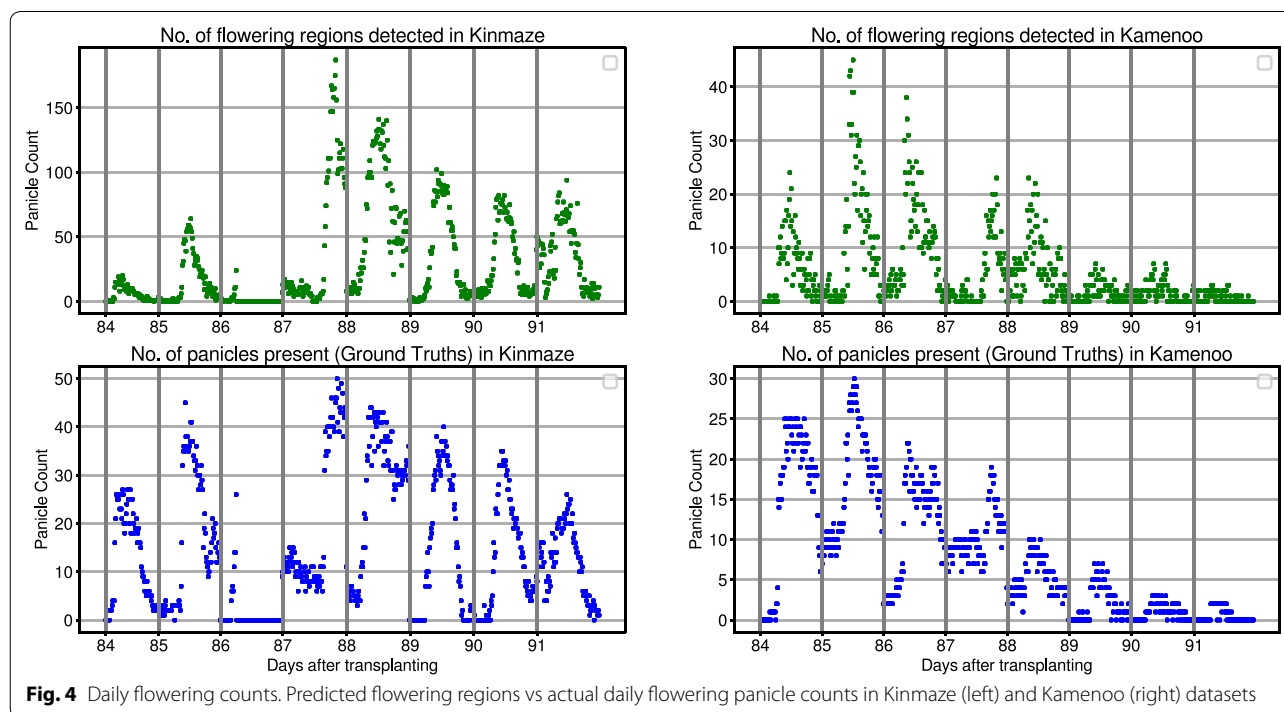 No. of flowering regions detected in Kinmaze
Panicle Count
150
100
50
0
84 85 86 87 88 89 90 91
No. of flowering regions detected in Kamenoo
Panicle Count
40
30
20
10
0
84 85 86 87 88 89 90 91
No. of panicles present (Ground Truths) in Kinmaze
Panicle Count
50
40
30
20
10
0
84 85 86 87 88 89 90 91
Days after transplanting
No. of panicles present (Ground Truths) in Kamenoo
Panicle Count
30
25
20
15
10
5
0
84 85 86 87 88 89 90 91
Days after transplanting
Fig. 4 Daily flowering counts. Predicted flowering regions vs actual daily flowering panicle counts in Kinmaze (left) and Kamenoo (right) datasets